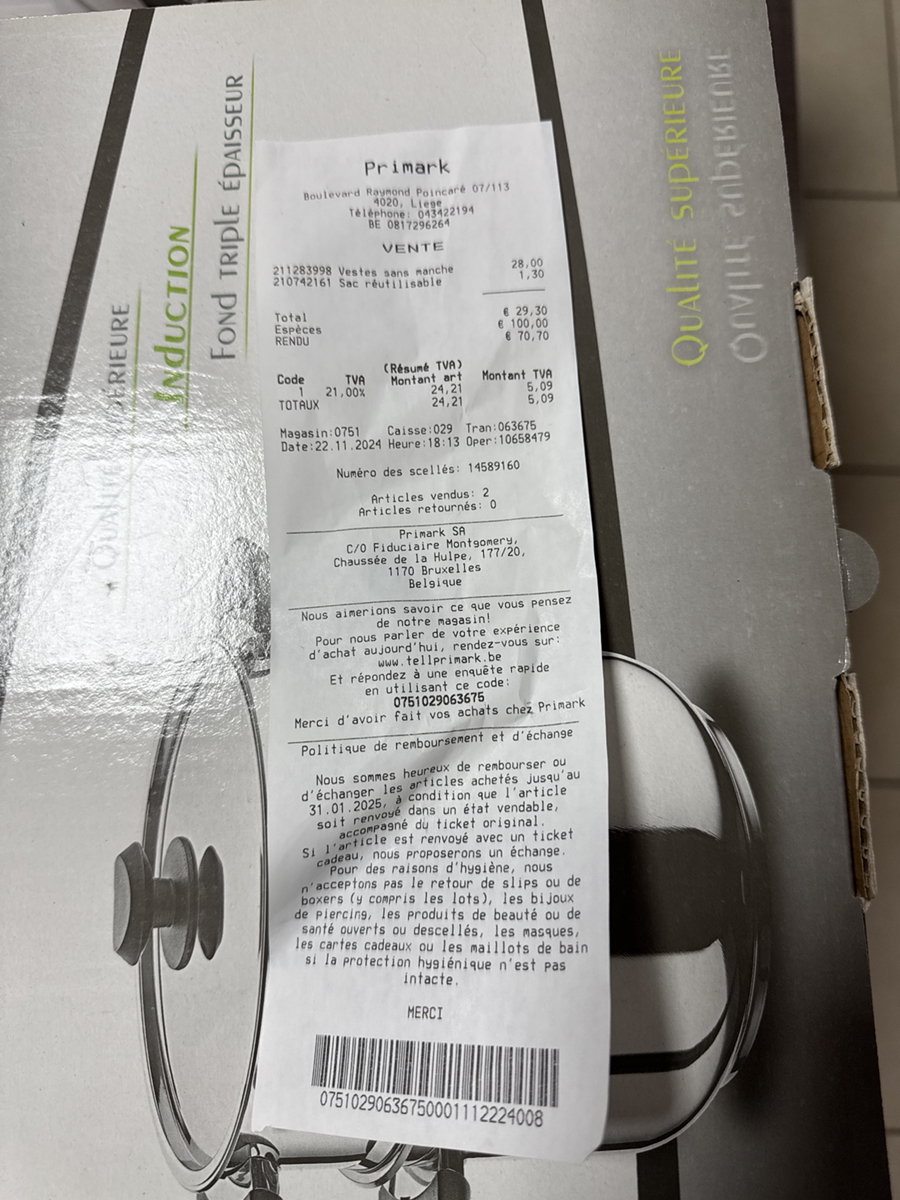 Primark
Boulevard Raymond Poincaré 07/113
4020, Liege
Téléphone: 043422194
BE 0817296264
VENTE
211283998 Vestes sans manche 28,00
210742161 Sac réutilisable 1,30
Total € 29,30
Espèces € 100,00
RENDU € 70,70
(Résumé TVA)
Code TVA Montant art Montant TVA
1 21,00% 24,21 5,09
TOTAUX 24,21 5,09
Magasin:0751 Caisse:029 Tran:063675
Date:22.11.2024 Heure:18:13 Oper:10658479
Numéro des scellés: 14589160
Articles vendus: 2
Articles retournés: 0
Primark SA
C/O Fiduciaire Montgomery,
Chaussée de la Hulpe, 177/20,
1170 Bruxelles
Belgique
Nous aimerions savoir ce que vous pensez
de notre magasin!
Pour nous parler de votre expérience
d'achat aujourd'hui, rendez-vous sur:
www.tellprimark.be
Et répondez à une enquête rapide
en utilisant ce code:
0751029063675
Merci d'avoir fait vos achats chez Primark
Politique de remboursement et d'échange
Nous sommes heureux de rembourser ou
d'échanger les articles achetés jusqu'au
31.01.2025, à condition que l'article
soit renvoyé dans un état vendable,
accompagné du ticket original.
Si l'article est renvoyé avec un ticket
cadeau, nous proposerons un échange.
Pour des raisons d'hygiène, nous
n'acceptons pas le retour de slips ou de
boxers (y compris les lots), les bijoux
de piercing, les produits de beauté ou de
santé ouverts ou descellés, les masques,
les cartes cadeaux ou les maillots de bain
si la protection hygiénique n'est pas
intacte.
MERCI
07510290636750001112224008
QUALITÉ SUPERIEURE
INDUCTION
FOND TRIPLE ÉPAISSEUR
QUALITÉ SUPERIEURE